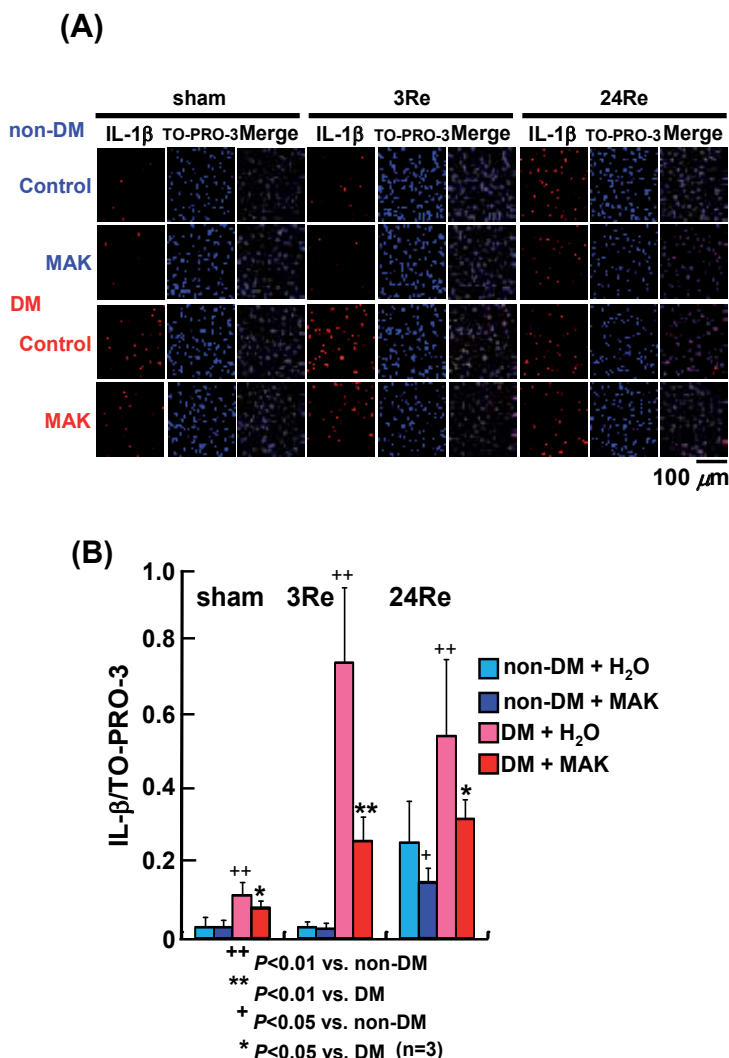 (A)
sham 3Re 24Re
non-DM IL-1β TO-PRO-3 Merge IL-1β TO-PRO-3 Merge IL-1β TO-PRO-3 Merge
Control
MAK
DM
Control
MAK
100 μm
(B)
1.0
sham 3Re 24Re
++
0.8
++
non-DM + H₂O
non-DM + MAK
0.6
DM + H₂O
DM + MAK
IL-β/TO-PRO-3
0.4
**
*
0.2
++
*
+
0
++ P<0.01 vs. non-DM
** P<0.01 vs. DM
+ P<0.05 vs. non-DM
* P<0.05 vs. DM (n=3)